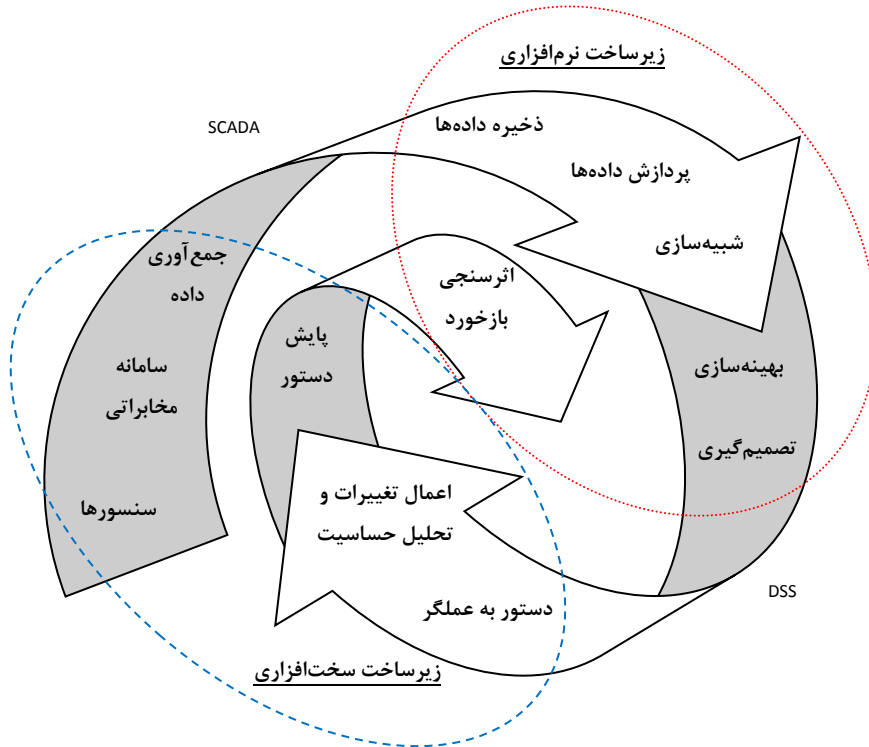 زیرساخت نرم‌افزاری
SCADA
ذخیره داده‌ها
پردازش داده‌ها
شبیه‌سازی
جمع‌آوری
داده
سامانه
مخابراتی
سنسورها
اثرسنجی
بازخورد
پایش
دستور
بهینه‌سازی
تصمیم‌گیری
اعمال تغییرات و
تحلیل حساسیت
دستور به عملگر
DSS
زیرساخت سخت‌افزاری